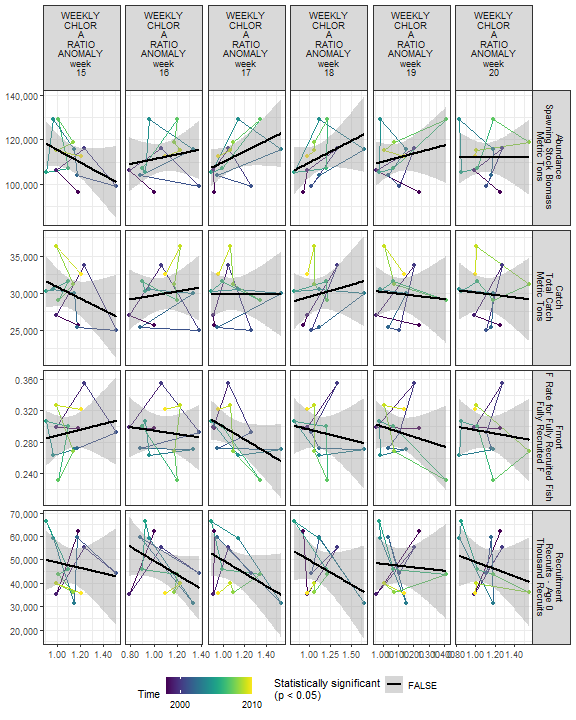 WEEKLY CHLOR A RATIO ANOMALY week 15
WEEKLY CHLOR A RATIO ANOMALY week 16
WEEKLY CHLOR A RATIO ANOMALY week 17
WEEKLY CHLOR A RATIO ANOMALY week 18
WEEKLY CHLOR A RATIO ANOMALY week 19
WEEKLY CHLOR A RATIO ANOMALY week 20
140,000
120,000
100,000
Abundance
Spawning Stock Biomass
Metric Tons
35,000
30,000
25,000
Catch
Total Catch
Metric Tons
0.360
0.320
0.280
0.240
Fmort
F Rate for Fully Recruited Fish
Fully Recruited F
70,000
60,000
50,000
40,000
30,000
20,000
Recruitment
Recruits - Age 0
Thousand Recruits
1.00 1.20 1.40
0.80 1.00 1.20 1.40
1.00 1.20 1.40
1.00 1.25 1.50
1.00
0.80 1.00 1.20 1.40
Time
2000 2010
Statistically significant
(p < 0.05)
FALSE